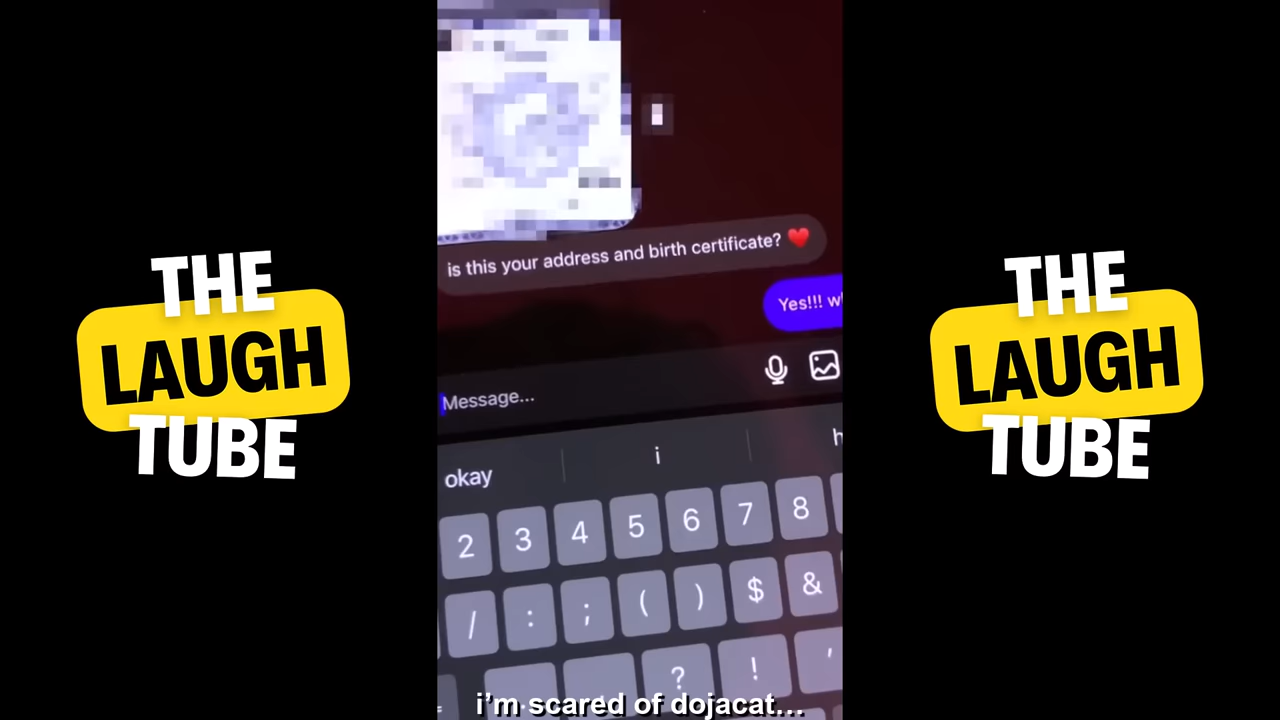 THE
LAUGH
TUBE
is this your address and birth certificate? ❤️
Yes!!!
Message...
okay
i
2 3 4 5 6 7 8
/ : ; ( ) $ &
? ! '
i'm scared of dojacat...
THE
LAUGH
TUBE